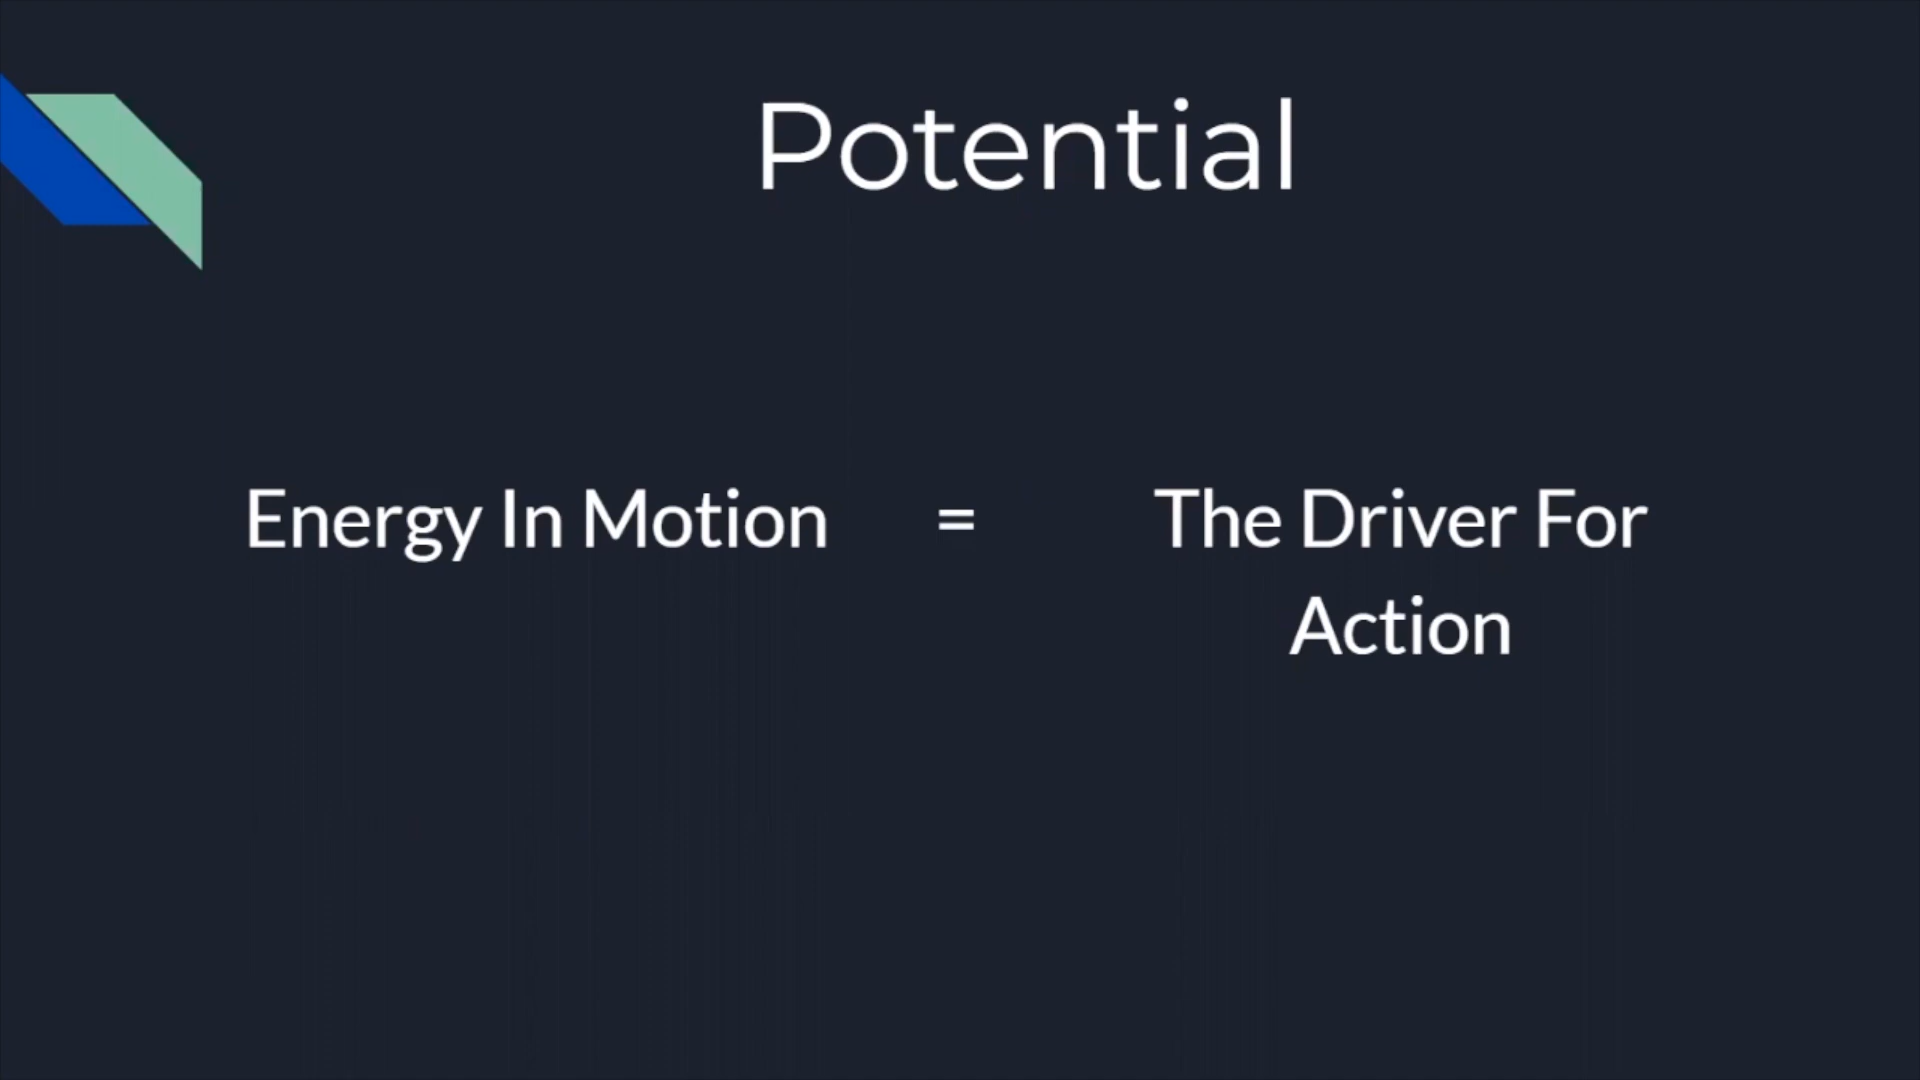 Potential
Energy In Motion = The Driver For
Action